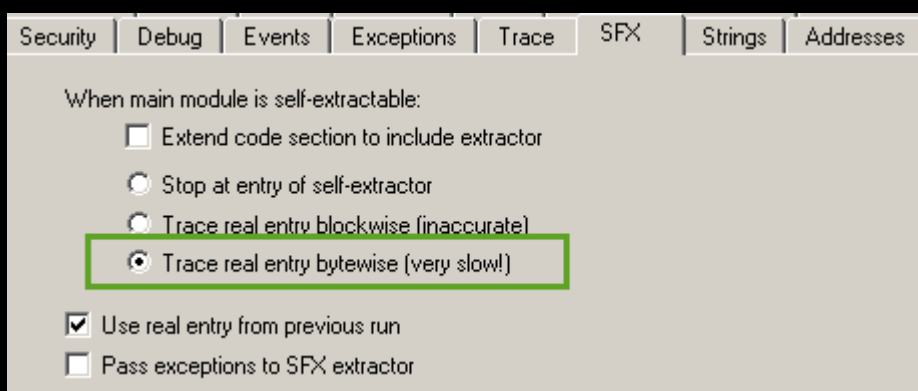 Security Debug Events Exceptions Trace SFX Strings Addresses
When main module is self-extractable:
Extend code section to include extractor
Stop at entry of self-extractor
Trace real entry blockwise (inaccurate)
Trace real entry bytewise (very slow!)
Use real entry from previous run
Pass exceptions to SFX extractor